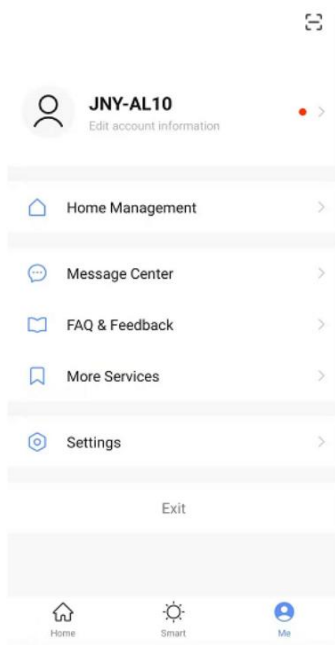 JNY-AL10
Edit account information
Home Management
Message Center
FAQ & Feedback
More Services
Settings
Exit
Home Smart Me